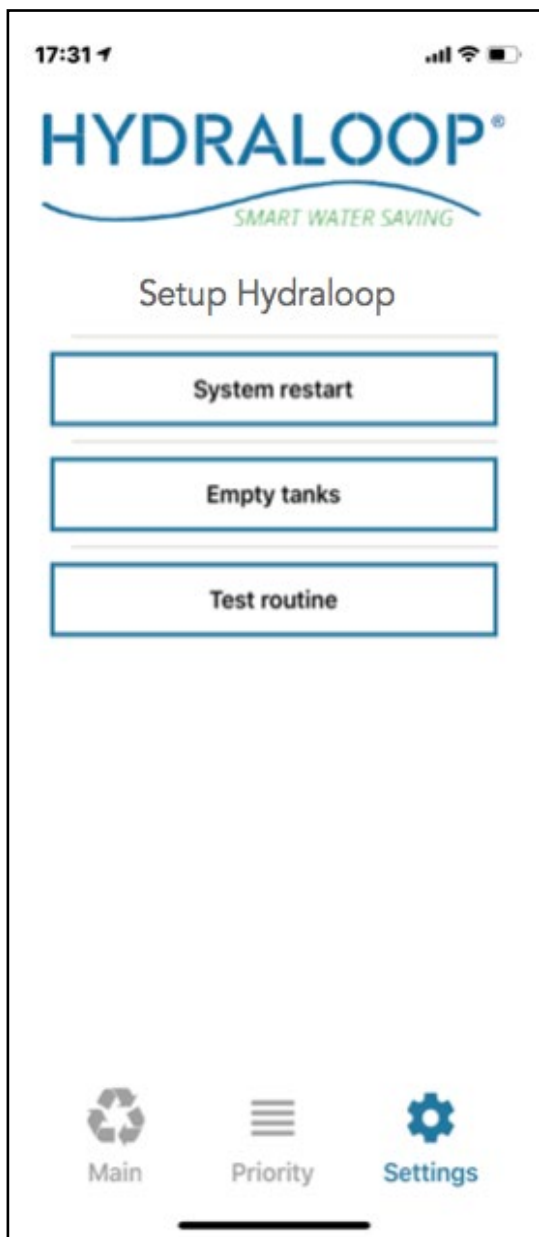 17:31
HYDRALOOP®
SMART WATER SAVING
Setup Hydraloop
System restart
Empty tanks
Test routine
Main Priority Settings